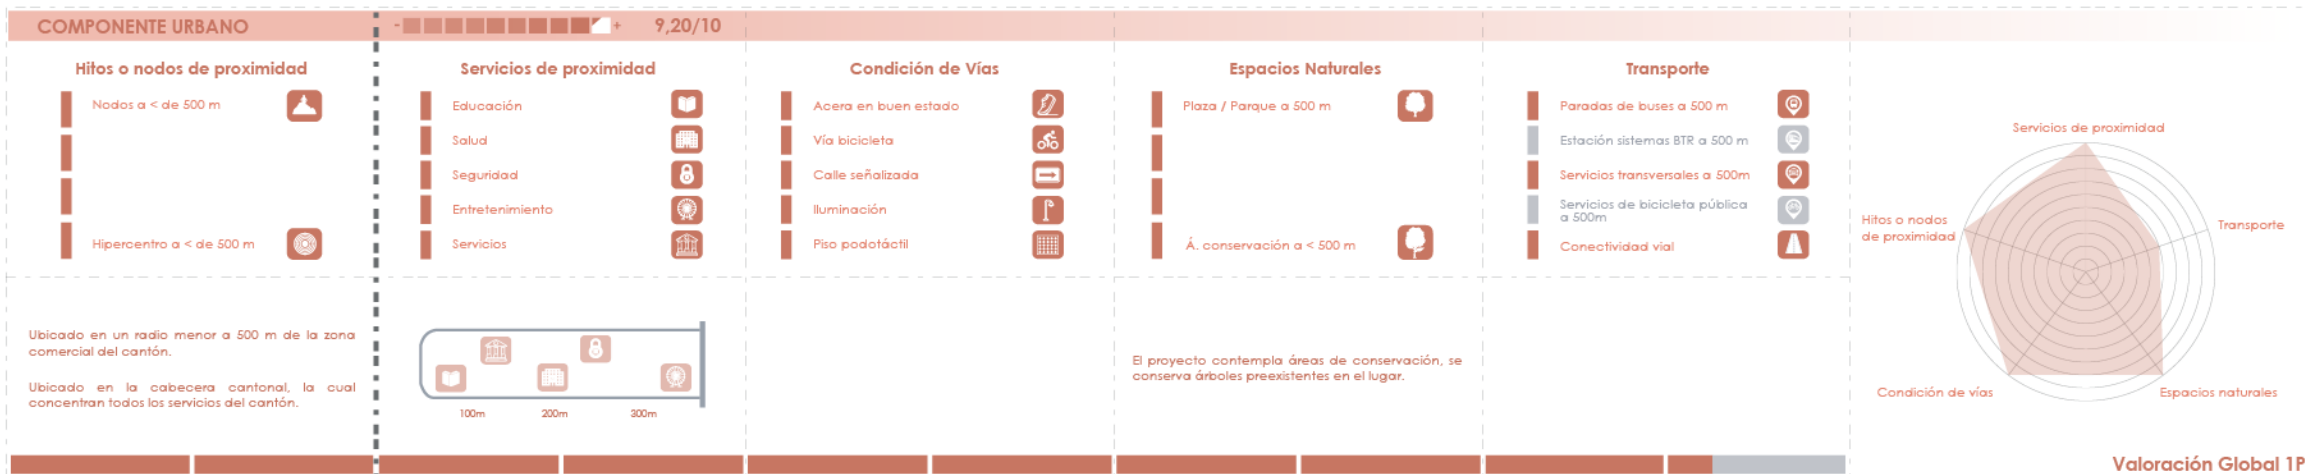 COMPONENTE URBANO
- + 9,20/10
Hitos o nodos de proximidad
Nodos a < de 500 m
Hipercentro a < de 500 m
Ubicado en un radio menor a 500 m de la zona
comercial del cantón.
Ubicado en la cabecera cantonal, la cual
concentran todos los servicios del cantón.
Servicios de proximidad
Educación
Salud
Seguridad
Entretenimiento
Servicios
100m 200m 300m
Condición de Vías
Acera en buen estado
Vía bicicleta
Calle señalizada
Iluminación
Piso podotáctil
Espacios Naturales
Plaza / Parque a 500 m
Á. conservación a < 500 m
El proyecto contempla áreas de conservación, se
conserva árboles preexistentes en el lugar.
Transporte
Paradas de buses a 500 m
Estación sistemas BTR a 500 m
Servicios transversales a 500m
Servicios de bicicleta pública
a 500m
Conectividad vial
Servicios de proximidad
Transporte
Hitos o nodos
de proximidad
Condición de vías
Espacios naturales
Valoración Global 1P